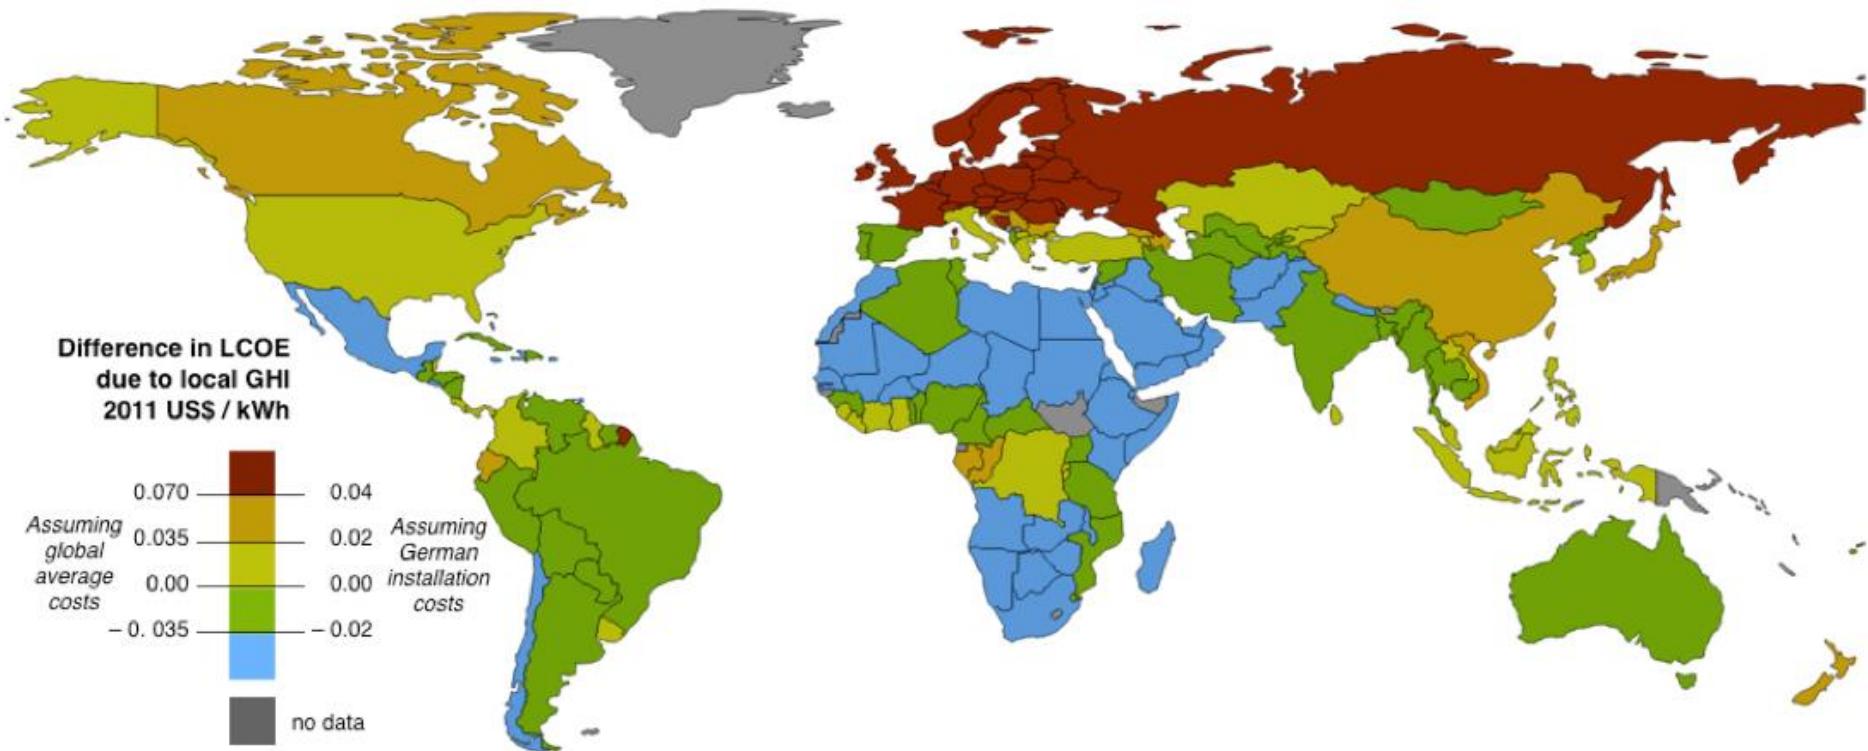 Difference in LCOE
due to local GHI
2011 US$ / kWh
0.070
0.04
Assuming
global
average
costs
0.035
0.02
0.00
0.00
– 0. 035
– 0.02
Assuming
German
installation
costs
no data